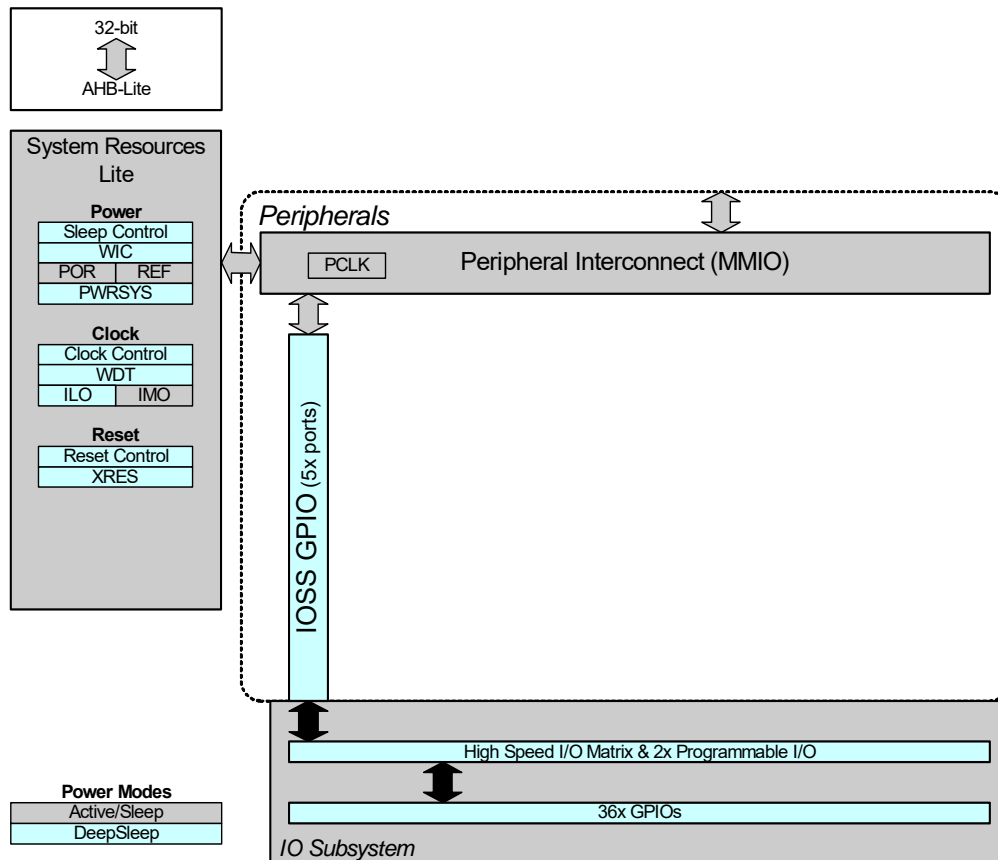 32-bit
AHB-Lite
System Resources
Lite
Power
Sleep Control
WIC
POR REF
PWRSYS
Clock
Clock Control
WDT
ILO IMO
Reset
Reset Control
XRES
Peripherals
PCLK
Peripheral Interconnect (MMIO)
IOSS GPIO (5x ports)
High Speed I/O Matrix & 2x Programmable I/O
36x GPIOs
IO Subsystem
Power Modes
Active/Sleep
DeepSleep